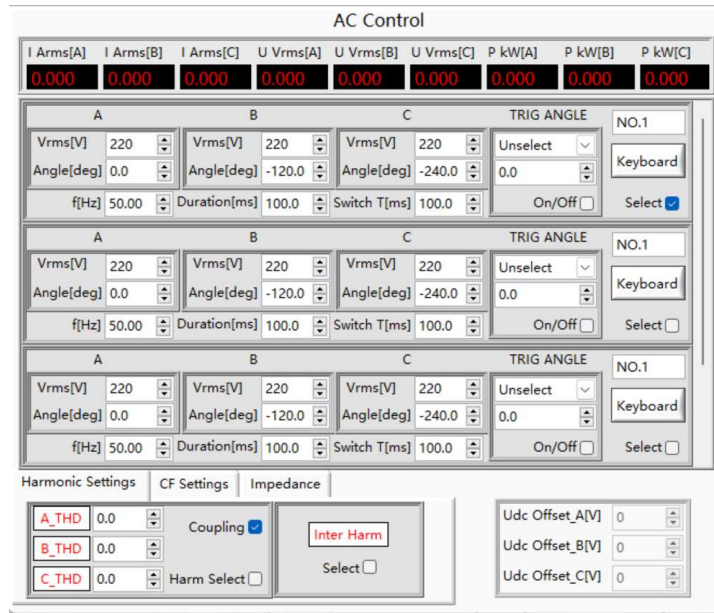 AC Control
I Arms[A] I Arms[B] I Arms[C] U Vrms[A] U Vrms[B] U Vrms[C] P kW[A] P kW[B] P kW[C]
0.000 0.000 0.000 0.000 0.000 0.000 0.000 0.000 0.000
A B C TRIG ANGLE NO.1
Vrms[V] 220 Vrms[V] 220 Vrms[V] 220 Unselect
Keyboard
Angle[deg] 0.0 Angle[deg] -120.0 Angle[deg] -240.0 0.0
f[Hz] 50.00 Duration[ms] 100.0 Switch T[ms] 100.0 On/Off Select
A B C TRIG ANGLE NO.1
Vrms[V] 220 Vrms[V] 220 Vrms[V] 220 Unselect
Keyboard
Angle[deg] 0.0 Angle[deg] -120.0 Angle[deg] -240.0 0.0
f[Hz] 50.00 Duration[ms] 100.0 Switch T[ms] 100.0 On/Off Select
A B C TRIG ANGLE NO.1
Vrms[V] 220 Vrms[V] 220 Vrms[V] 220 Unselect
Keyboard
Angle[deg] 0.0 Angle[deg] -120.0 Angle[deg] -240.0 0.0
f[Hz] 50.00 Duration[ms] 100.0 Switch T[ms] 100.0 On/Off Select
Harmonic Settings CF Settings Impedance
A_THD 0.0 Coupling Inter Harm Udc Offset_A[V] 0
B_THD 0.0 Udc Offset_B[V] 0
C_THD 0.0 Harm Select Select Udc Offset_C[V] 0